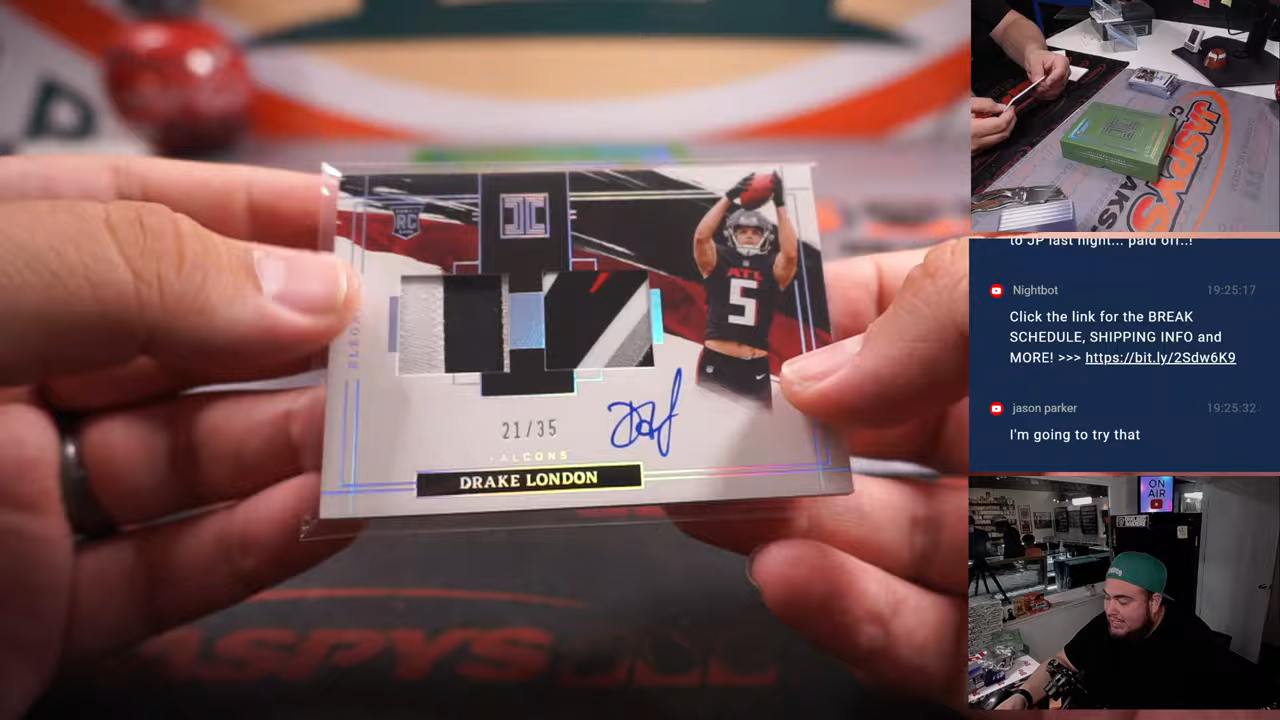 RC
ATL
5
21/35
FALCONS
DRAKE LONDON
JASPYS
JASPYS
to JP last night... paid off..!
Nightbot 19:25:17
Click the link for the BREAK
SCHEDULE, SHIPPING INFO and
MORE! >>> https://bit.ly/2Sdw6K9
jason parker 19:25:32
I'm going to try that
ON
AIR